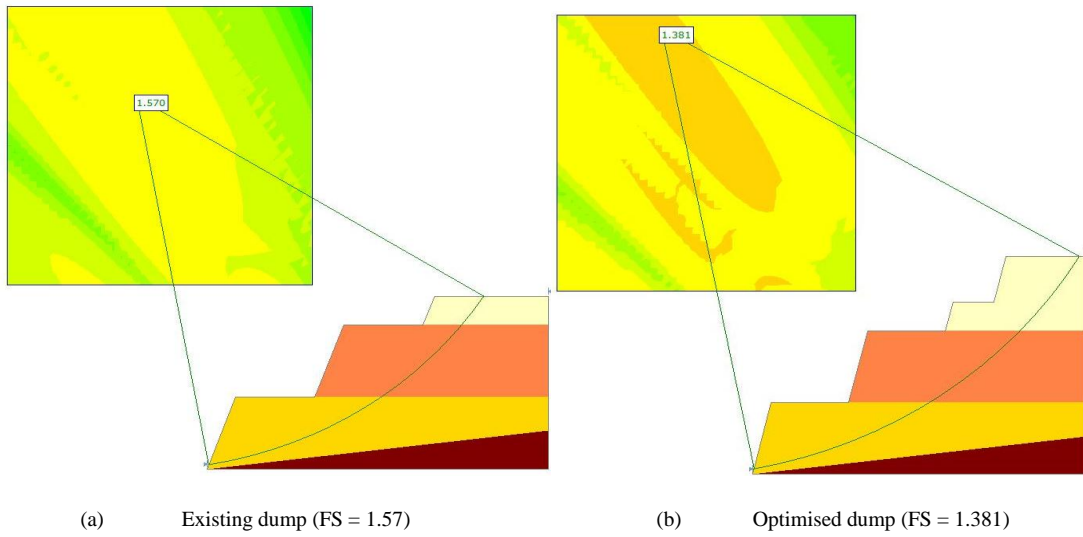 1.570
1.381
(a) Existing dump (FS = 1.57)
(b) Optimised dump (FS = 1.381)